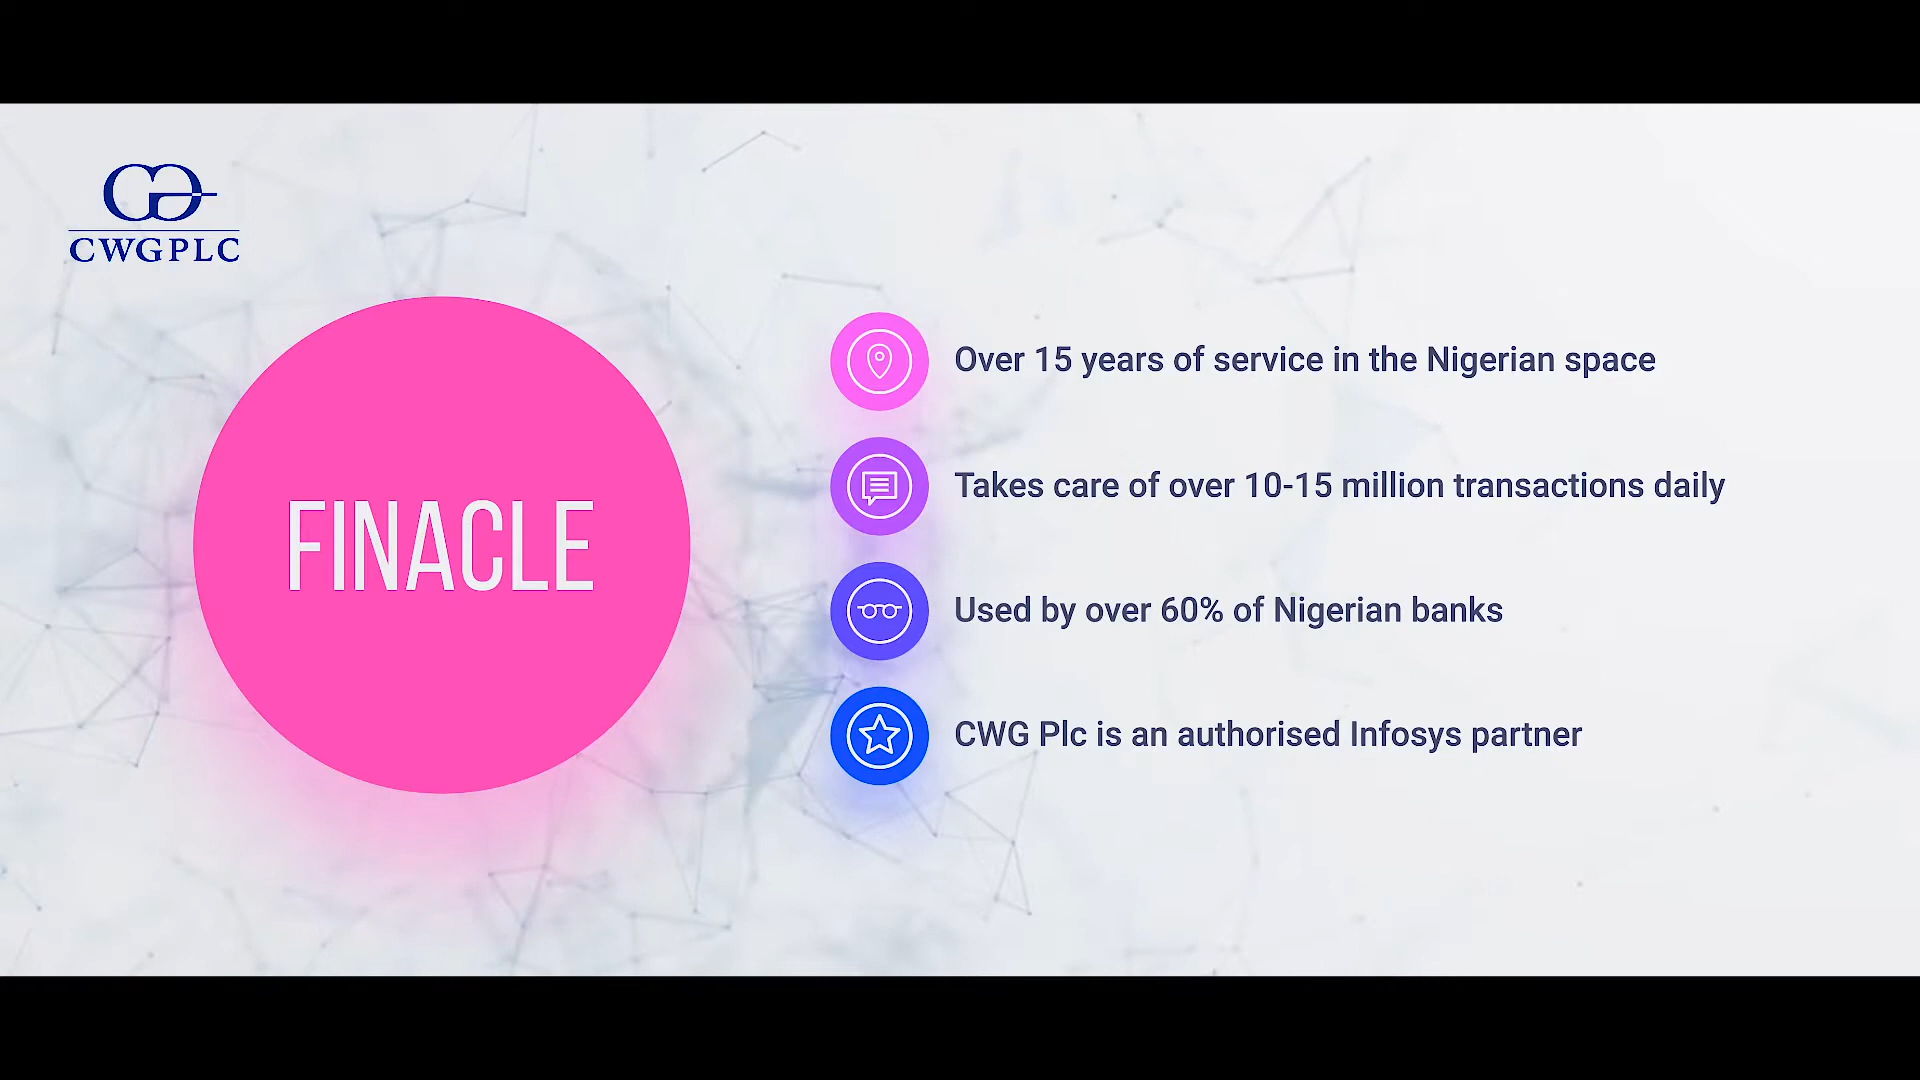 CWGPLC
FINACLE
Over 15 years of service in the Nigerian space
Takes care of over 10-15 million transactions daily
Used by over 60% of Nigerian banks
CWG Plc is an authorised Infosys partner